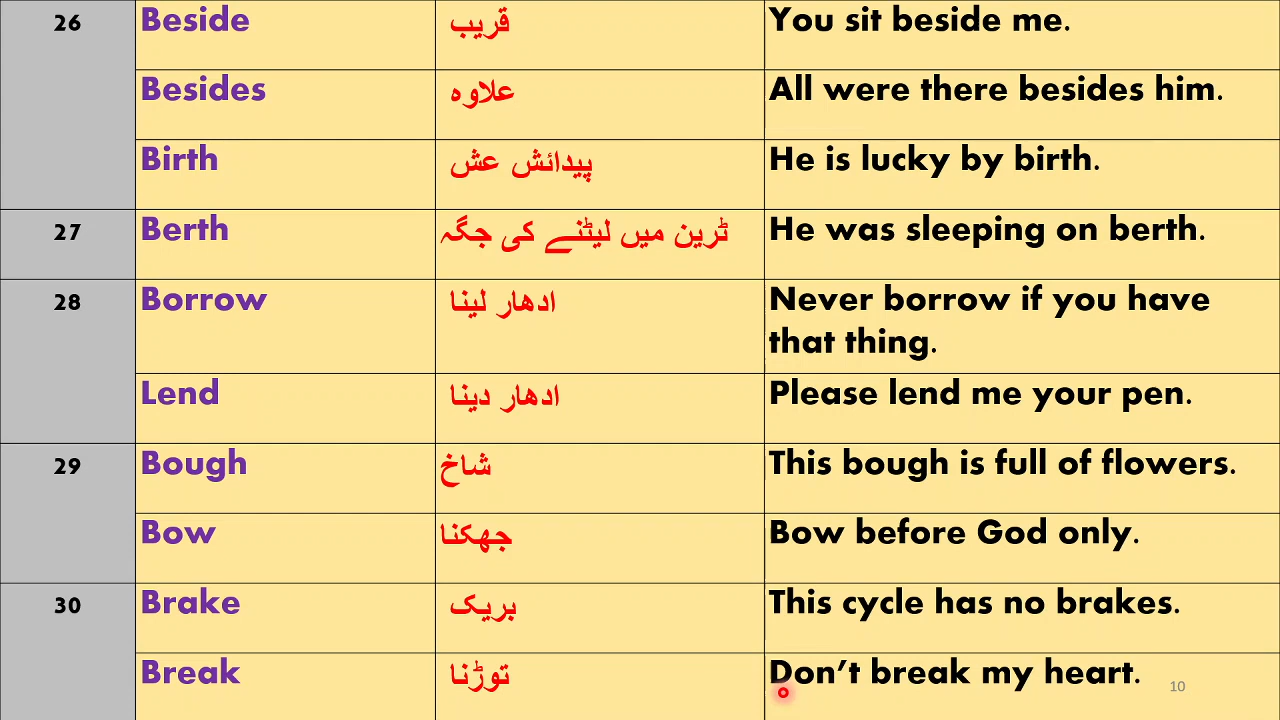 26 Beside قریب You sit beside me.
Besides علاوہ All were there besides him.
Birth پیدائش عش He is lucky by birth.
27 Berth ٹرین میں لیٹنے کی جگہ He was sleeping on berth.
28 Borrow ادھار لینا Never borrow if you have
that thing.
Lend ادھار دینا Please lend me your pen.
29 Bough شاخ This bough is full of flowers.
Bow جھکنا Bow before God only.
30 Brake بریک This cycle has no brakes.
Break توڑنا Don’t break my heart.
10